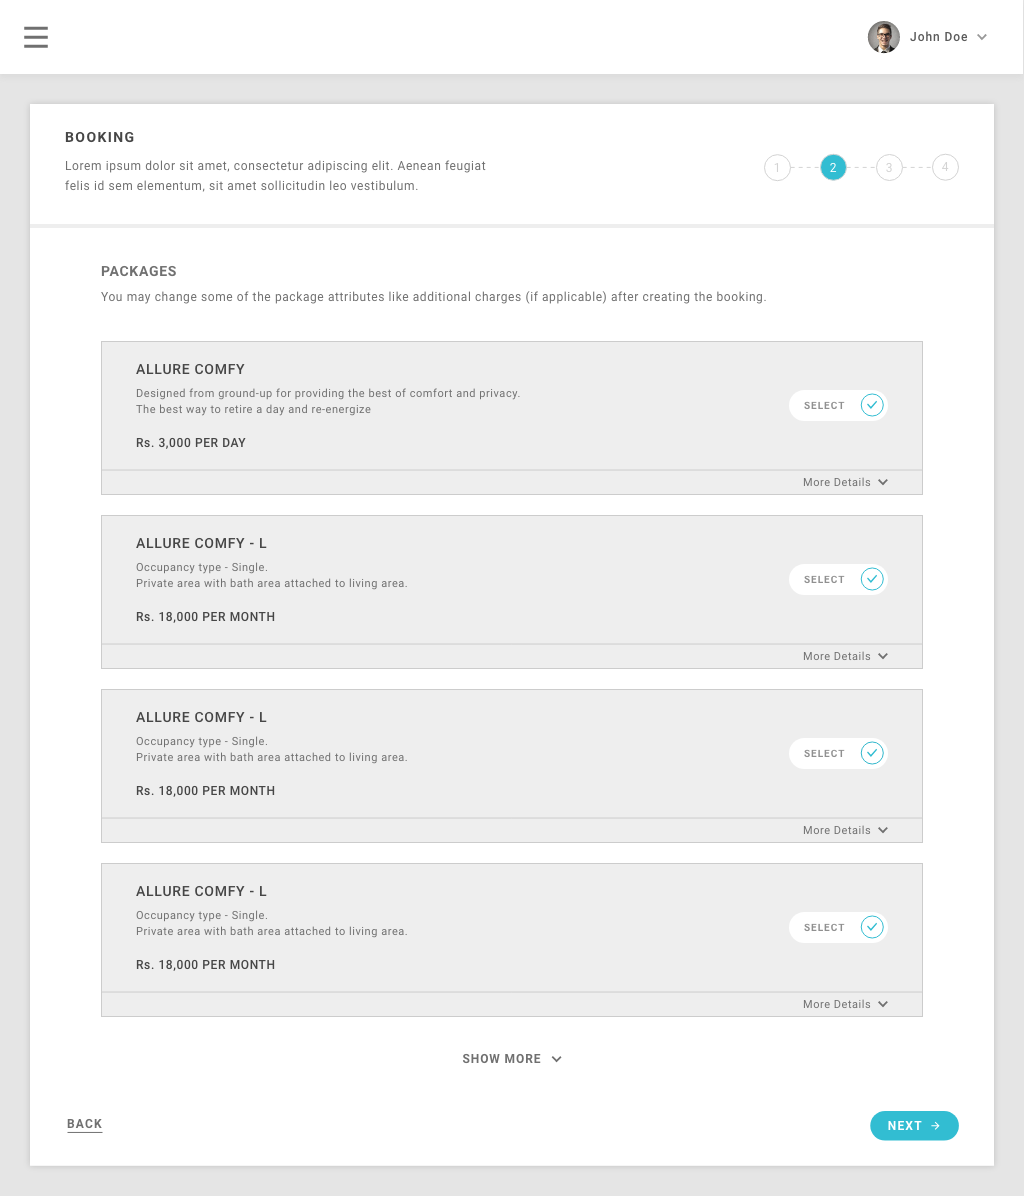 John Doe
BOOKING
Lorem ipsum dolor sit amet, consectetur adipiscing elit. Aenean feugiat
felis id sem elementum, sit amet sollicitudin leo vestibulum.
1 2 3 4
PACKAGES
You may change some of the package attributes like additional charges (if applicable) after creating the booking.
ALLURE COMFY
Designed from ground-up for providing the best of comfort and privacy.
The best way to retire a day and re-energize
SELECT
Rs. 3,000 PER DAY
More Details
ALLURE COMFY - L
Occupancy type - Single.
Private area with bath area attached to living area.
SELECT
Rs. 18,000 PER MONTH
More Details
ALLURE COMFY - L
Occupancy type - Single.
Private area with bath area attached to living area.
SELECT
Rs. 18,000 PER MONTH
More Details
ALLURE COMFY - L
Occupancy type - Single.
Private area with bath area attached to living area.
SELECT
Rs. 18,000 PER MONTH
More Details
SHOW MORE
BACK
NEXT